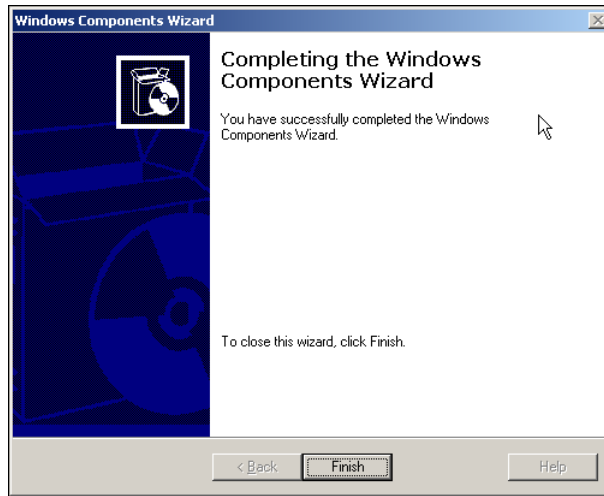 Windows Components Wizard
Completing the Windows
Components Wizard
You have successfully completed the Windows
Components Wizard.
To close this wizard, click Finish.
< Back
Finish
Help